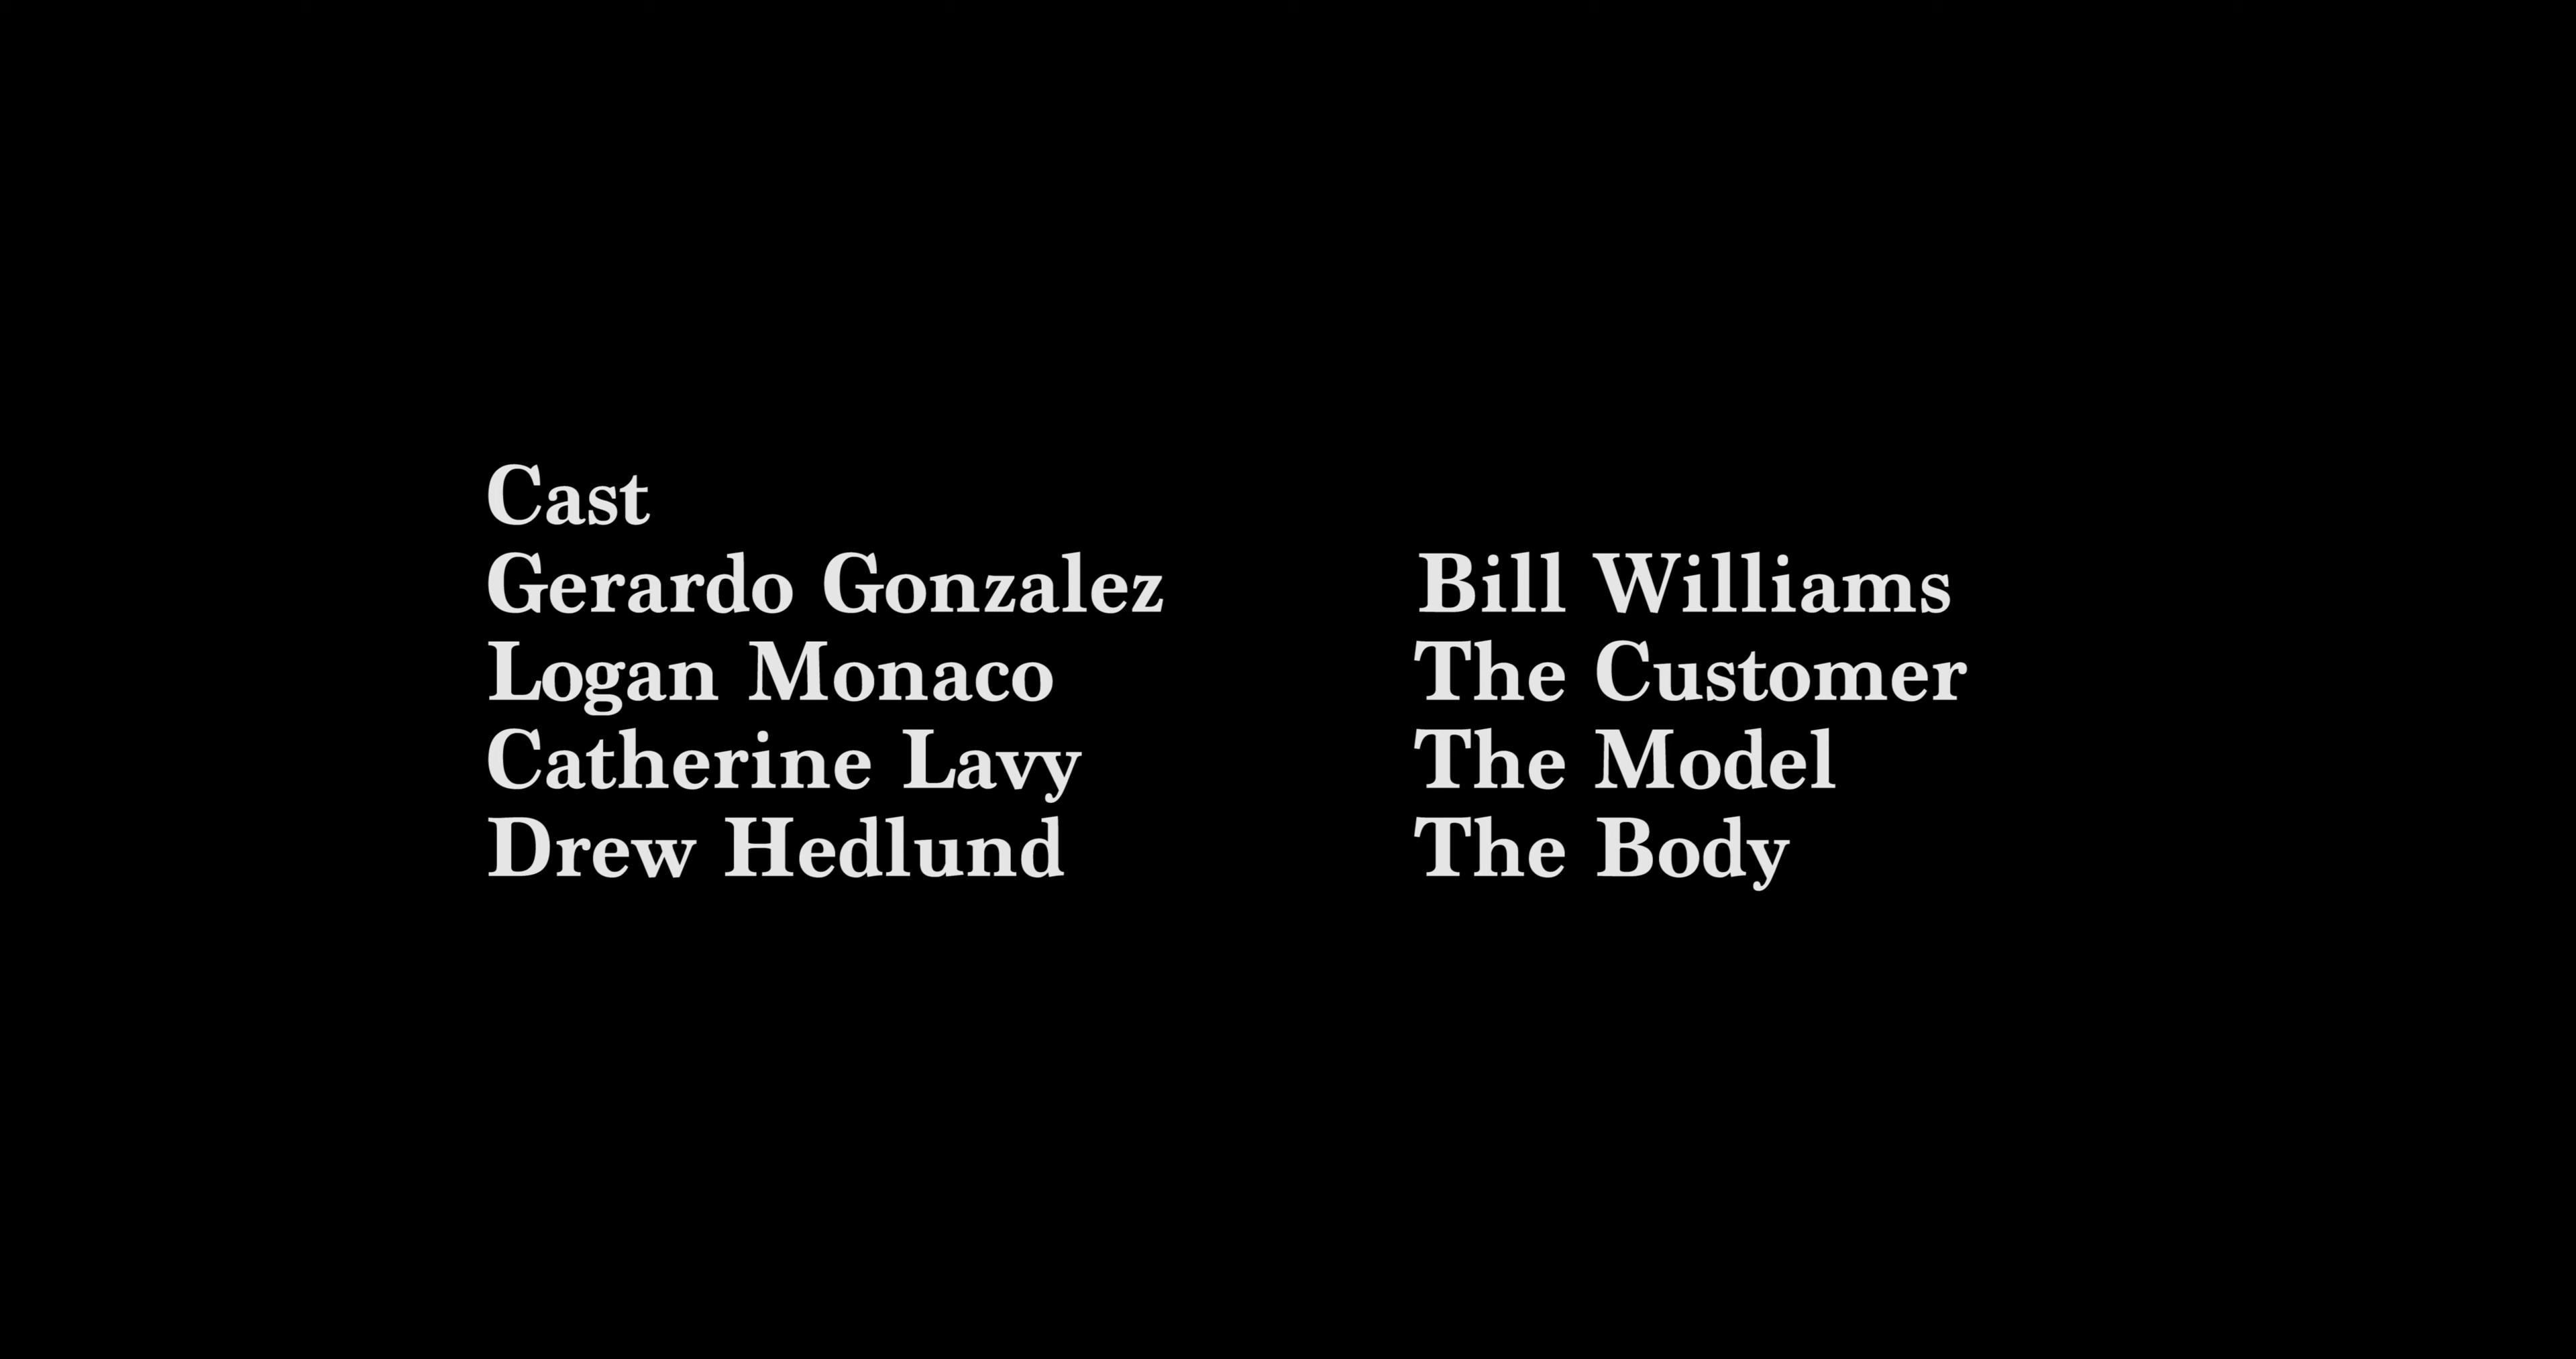 Cast
Gerardo Gonzalez Bill Williams
Logan Monaco The Customer
Catherine Lavy The Model
Drew Hedlund The Body